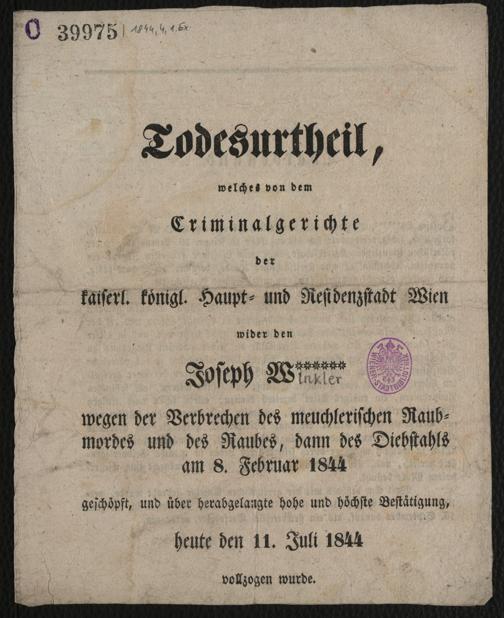 O 39975 1844, 4, 1. Ex
Todesurtheil,
welches von dem
Criminalgerichte
der
kaiserl. königl. Haupt- und Residenzstadt Wien
wider den
Joseph W******
inkler
wegen der Verbrechen des meuchlerischen Raub-
mordes und des Raubes, dann des Diebstahls
am 8. Februar 1844
geschöpft, und über herabgelangte hohe und höchste Bestätigung,
heute den 11. Juli 1844
vollzogen wurde.